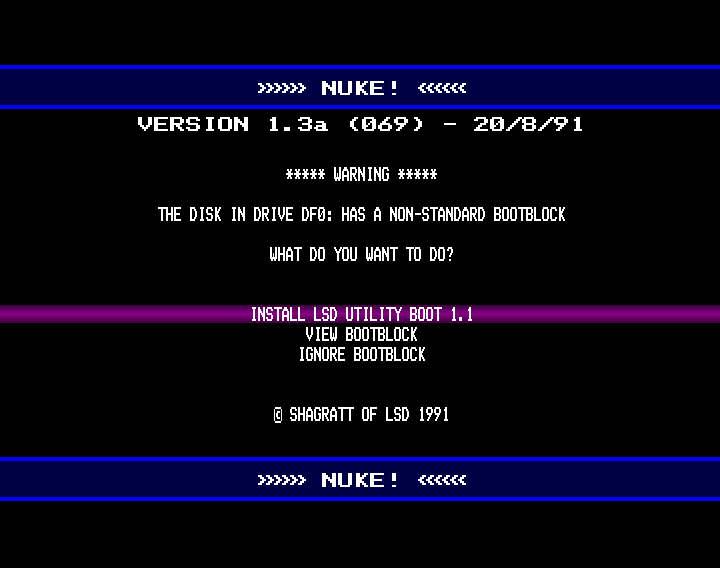 >>>>>> NUKE! <<<<<<
VERSION 1.3a (069) - 20/8/91
***** WARNING *****
THE DISK IN DRIVE DF0: HAS A NON-STANDARD BOOTBLOCK
WHAT DO YOU WANT TO DO?
INSTALL LSD UTILITY BOOT 1.1
VIEW BOOTBLOCK
IGNORE BOOTBLOCK
© SHAGRATT OF LSD 1991
>>>>>> NUKE! <<<<<<